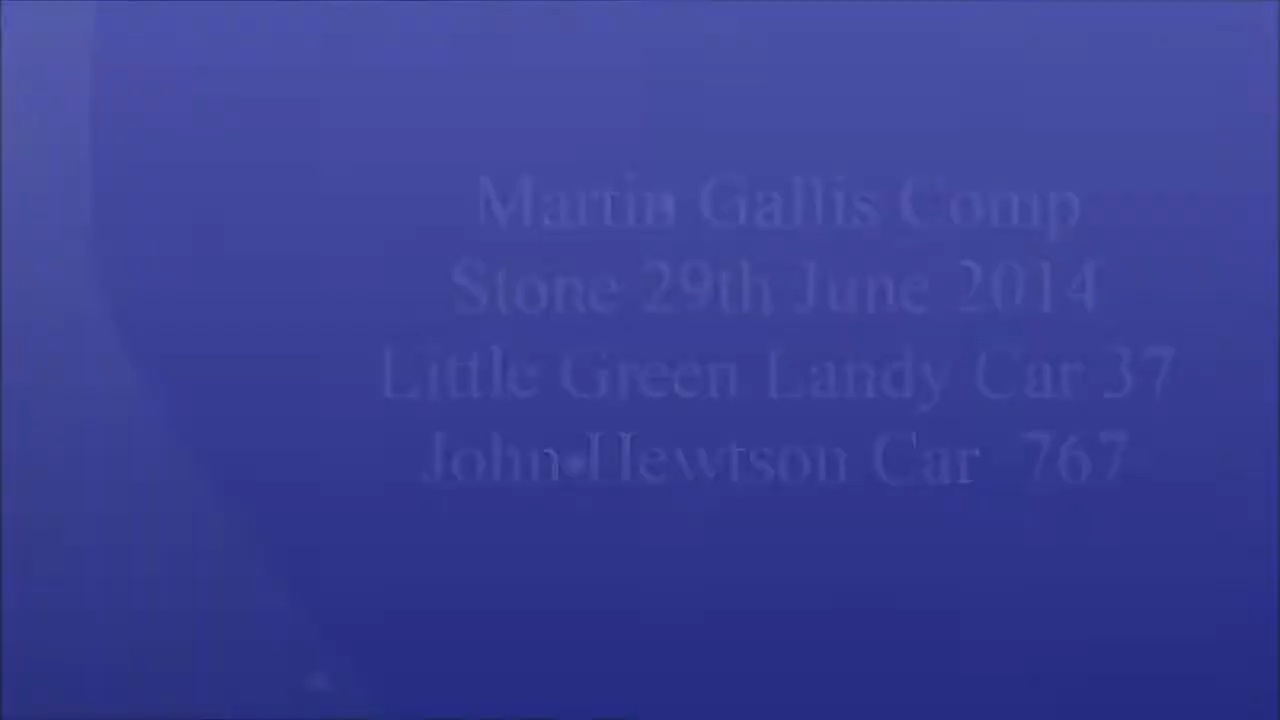 Martin Gallis Comp
Stone 29th June 2014
Little Green Landy Car 37
John Hewtson Car 767